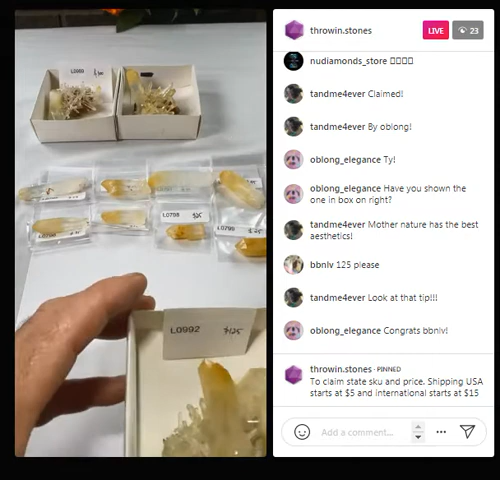 throwin.stones
LIVE
23
nudiamonds_store
tandme4ever Claimed!
tandme4ever By oblong!
oblong_elegance Ty!
oblong_elegance Have you shown the
one in box on right?
tandme4ever Mother nature has the best
aesthetics!
bbnlv 125 please
tandme4ever Look at that tip!!!
oblong_elegance Congrats bbnlv!
throwin.stones · PINNED
To claim state sku and price. Shipping USA
starts at $5 and international starts at $15
Add a comment...
L0798 $25
L0992 $125